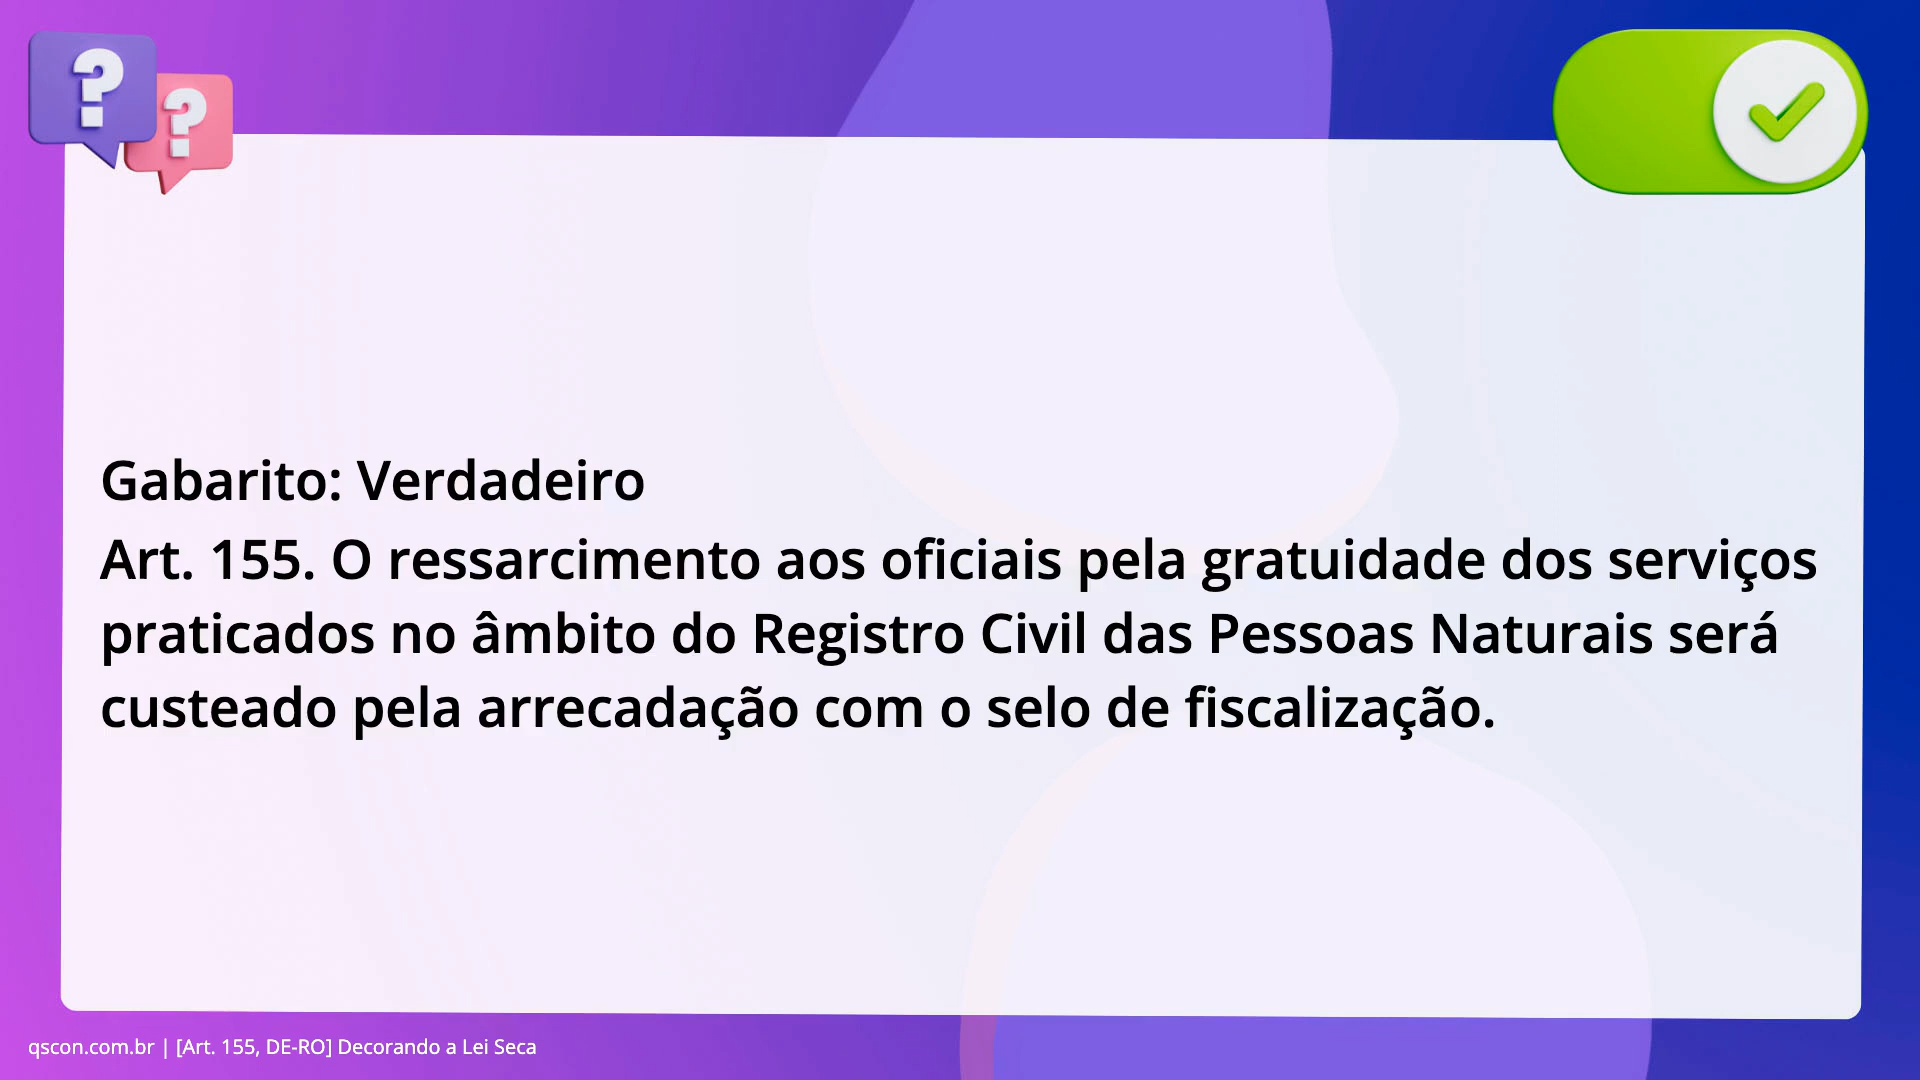 Gabarito: Verdadeiro
Art. 155. O ressarcimento aos oficiais pela gratuidade dos serviços
praticados no âmbito do Registro Civil das Pessoas Naturais será
custeado pela arrecadação com o selo de fiscalização.
qscon.com.br | [Art. 155, DE-RO] Decorando a Lei Seca